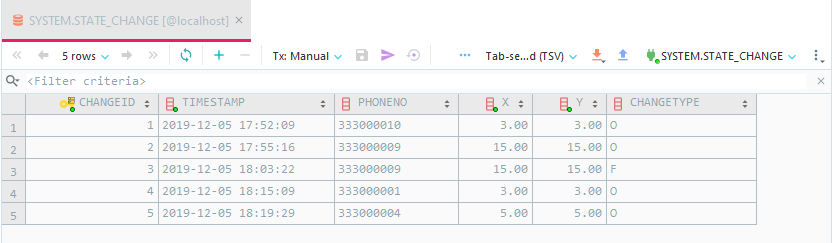 SYSTEM.STATE_CHANGE [@localhost] ×
5 rows Tx: Manual Tab-se...d (TSV) SYSTEM.STATE_CHANGE
<Filter criteria>
CHANGEID TIMESTAMP PHONENO X Y CHANGETYPE
1 1 2019-12-05 17:52:09 333000010 3.00 3.00 O
2 2 2019-12-05 17:55:16 333000009 15.00 15.00 O
3 3 2019-12-05 18:03:22 333000009 15.00 15.00 F
4 4 2019-12-05 18:15:09 333000001 3.00 3.00 O
5 5 2019-12-05 18:19:29 333000004 5.00 5.00 O